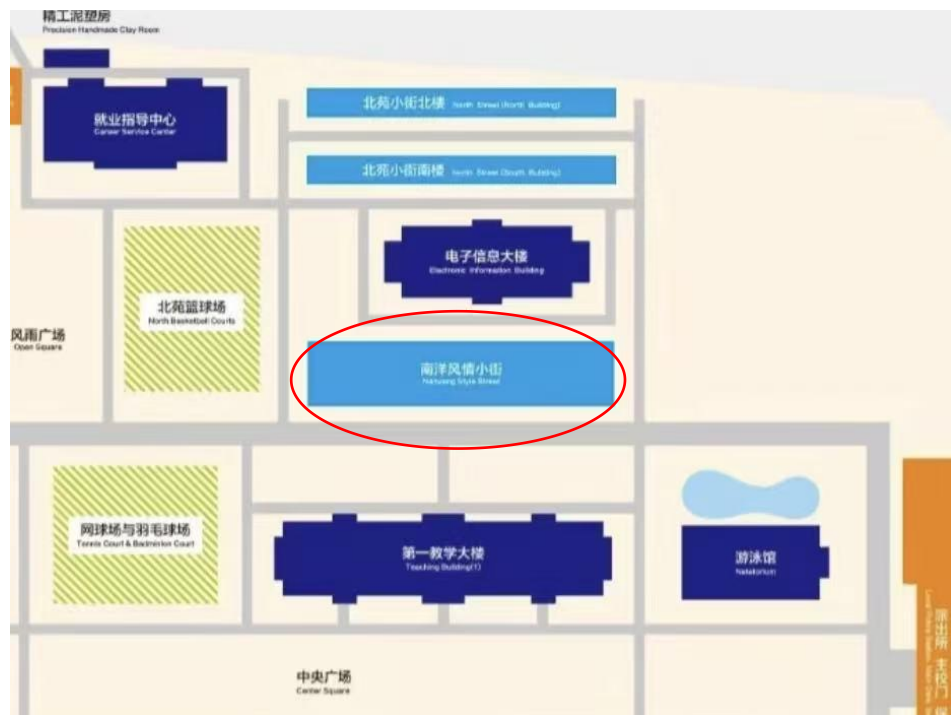 精工泥塑房
Precision Handmade Clay Room
就业指导中心
Career Service Center
北苑小街北楼 North Street (North Building)
北苑小街南楼 North Street (South Building)
电子信息大楼
Electronic Information Building
北苑篮球场
North Basketball Courts
风雨广场
Open Square
南洋风情小街
Nanyang Style Street
网球场与羽毛球场
Tennis Court & Badminton Court
第一教学大楼
Teaching Building(1)
游泳馆
Natatorium
中央广场
Center Square
派出所 主校门
Local Police Station, Main Gate,